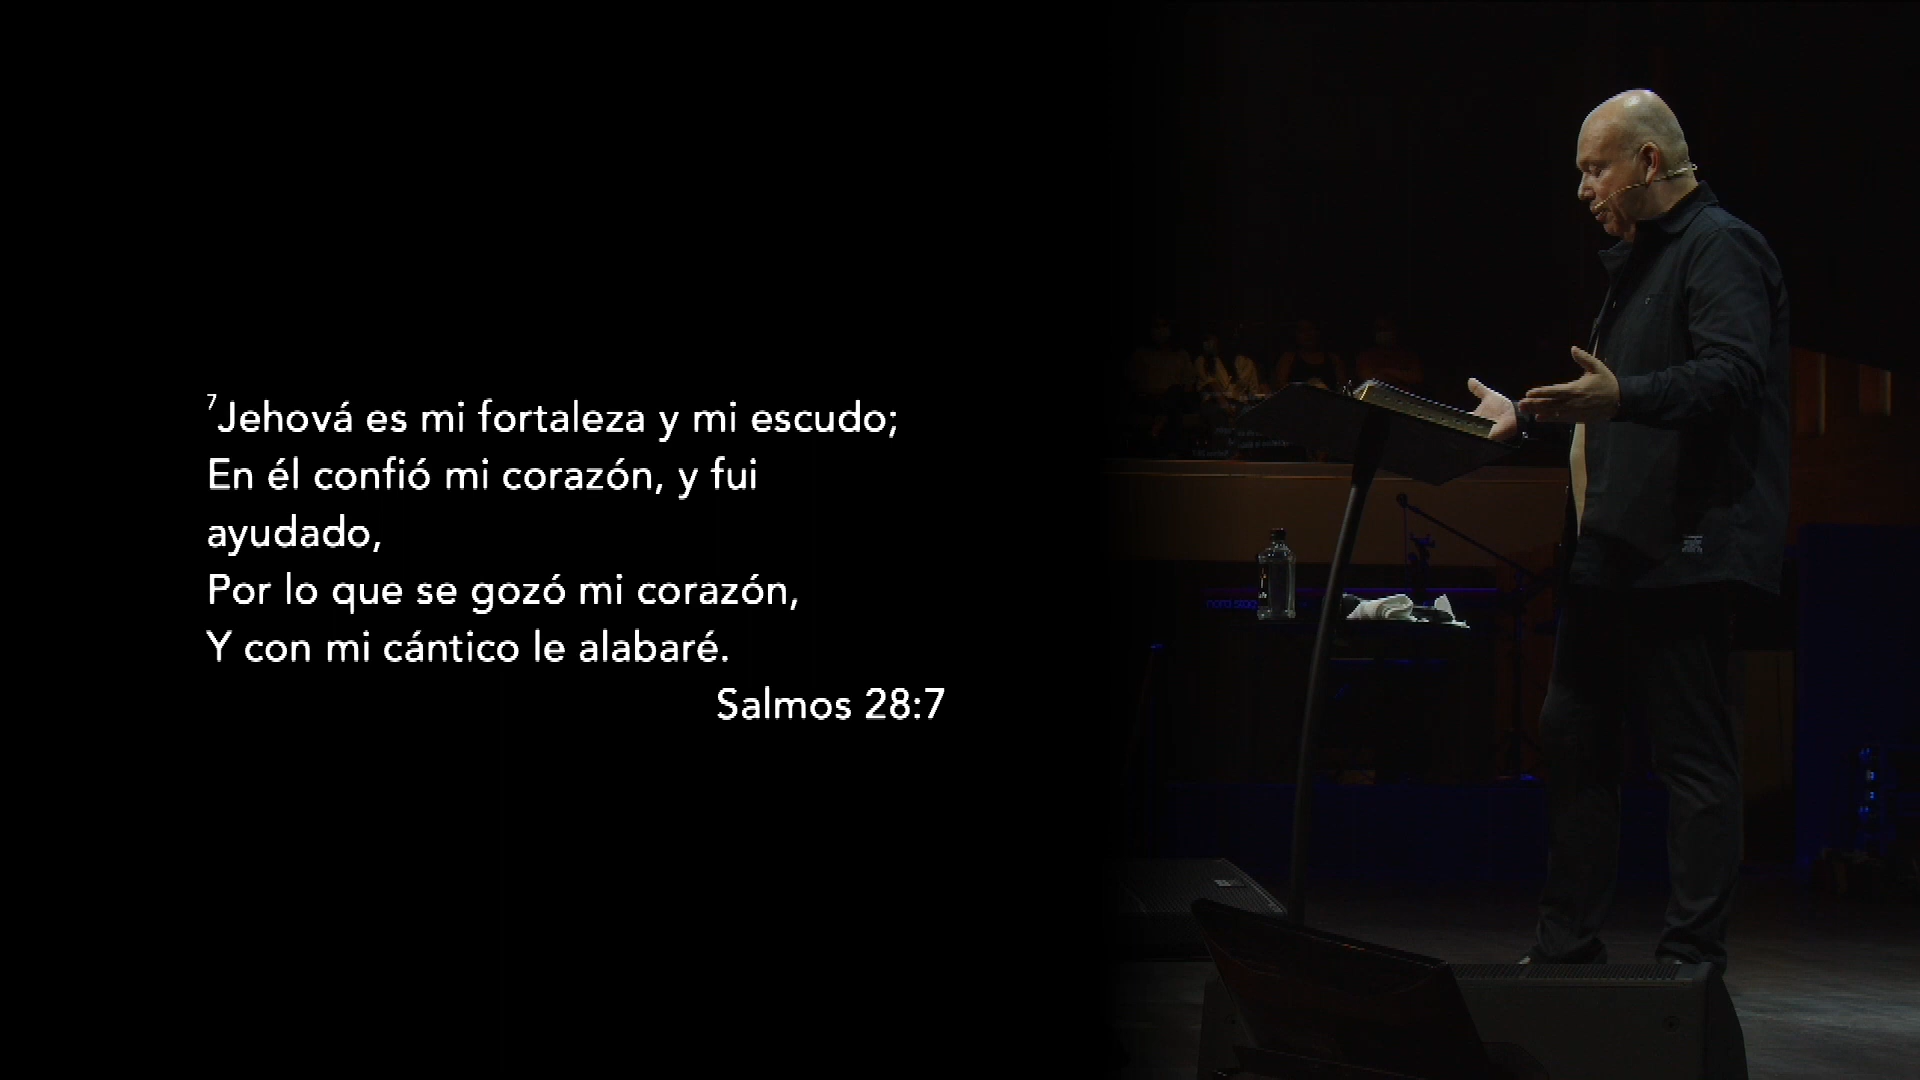 ⁷Jehová es mi fortaleza y mi escudo;
En él confió mi corazón, y fui
ayudado,
Por lo que se gozó mi corazón,
Y con mi cántico le alabaré.
Salmos 28:7